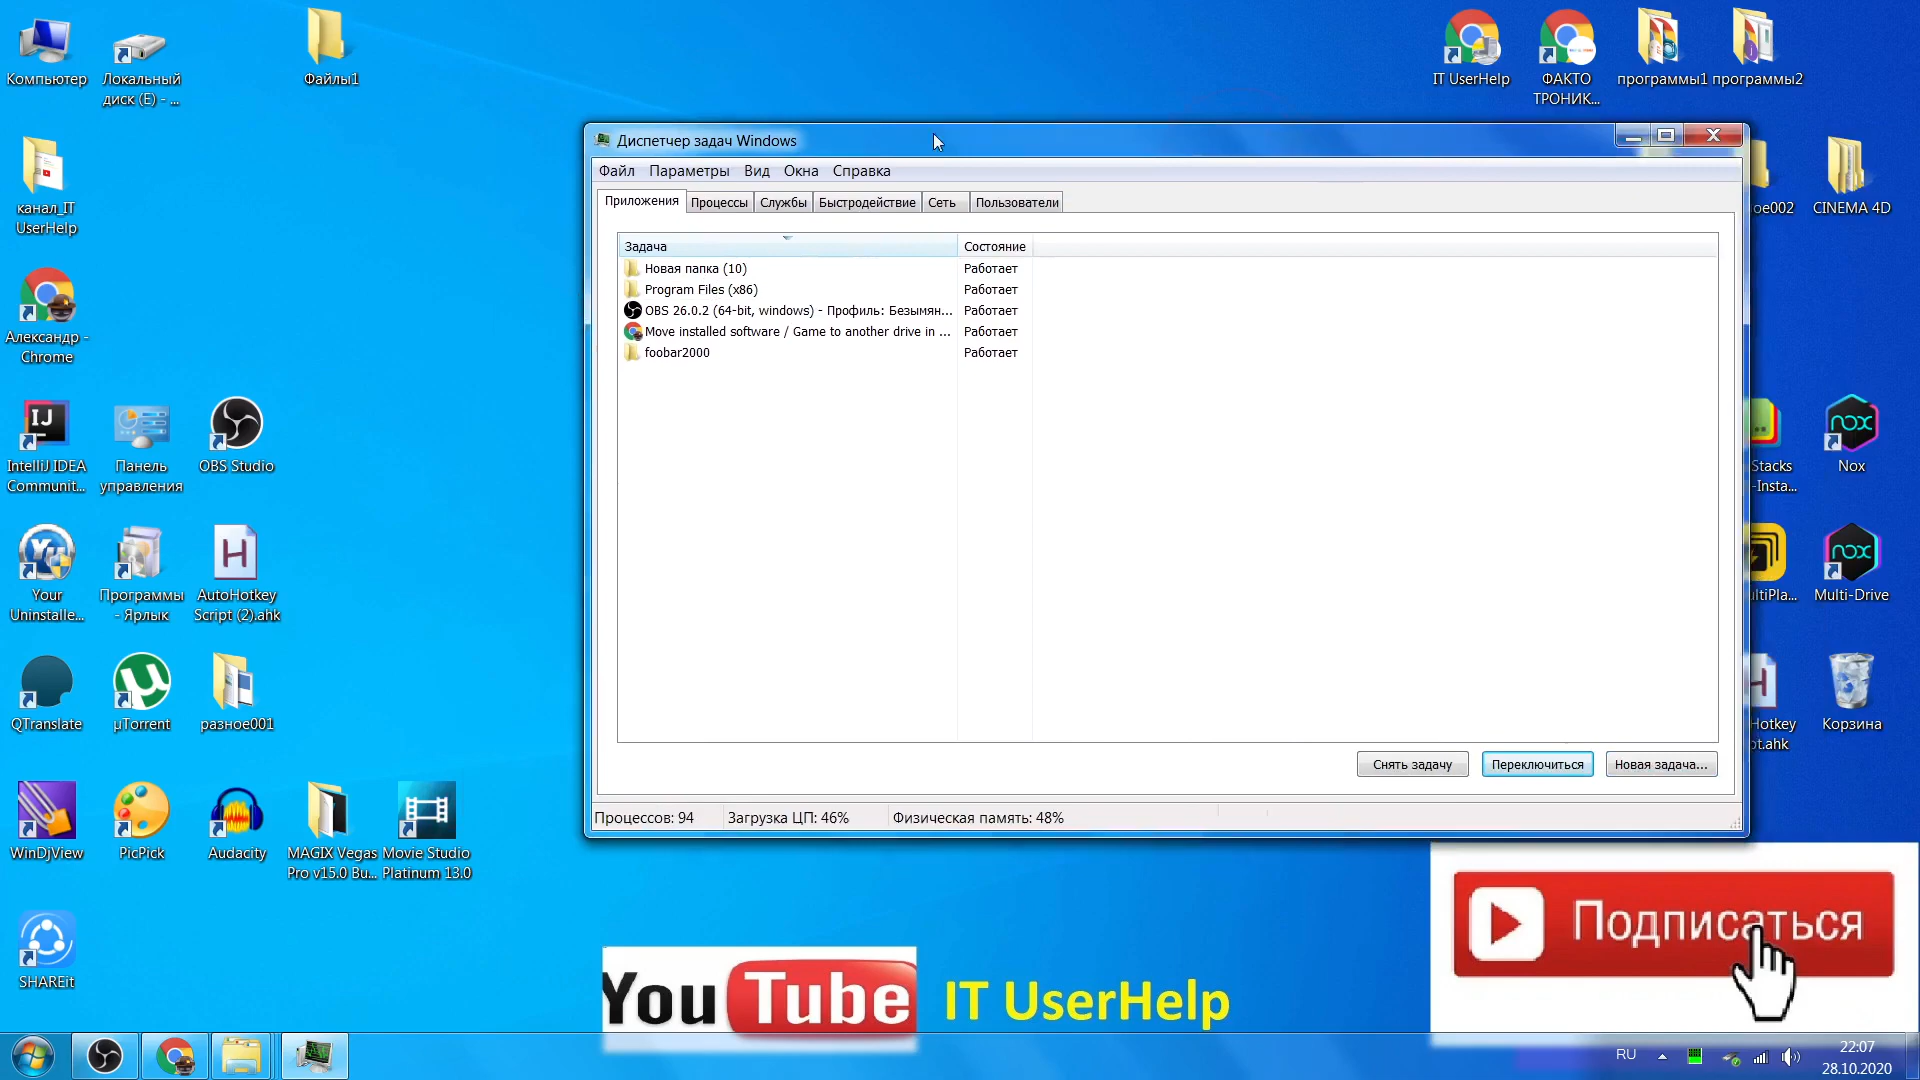 Компьютер
Локальный
диск (E) - ...
Файлы1
IT UserHelp
ФАКТО
ТРОНИК...
программы1
программы2
канал_IT
UserHelp
CINEMA 4D
Александр -
Chrome
IntelliJ IDEA
Communit...
Панель
управления
OBS Studio
Nox
Your
Uninstalle...
Программы
- Ярлык
AutoHotkey
Script (2).ahk
Multi-Drive
QTranslate
µTorrent
разное001
Корзина
WinDjView
PicPick
Audacity
MAGIX Vegas
Pro v15.0 Bu...
Movie Studio
Platinum 13.0
SHAREit
Диспетчер задач Windows
Файл Параметры Вид Окна Справка
Приложения Процессы Службы Быстродействие Сеть Пользователи
Задача Состояние
Новая папка (10) Работает
Program Files (x86) Работает
OBS 26.0.2 (64-bit, windows) - Профиль: Безымян... Работает
Move installed software / Game to another drive in ... Работает
foobar2000 Работает
Снять задачу Переключиться Новая задача...
Процессов: 94 Загрузка ЦП: 46% Физическая память: 48%
Подписаться
YouTube IT UserHelp
RU
22:07
28.10.2020